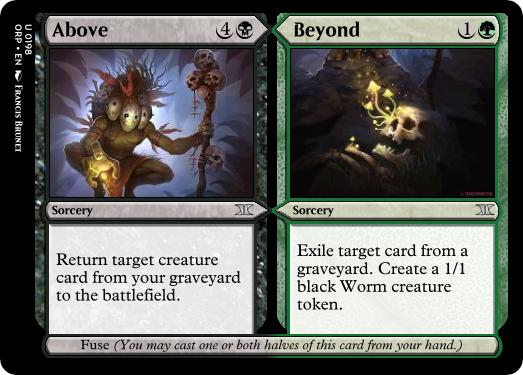 Above 4
Sorcery
Return target creature
card from your graveyard
to the battlefield.
Beyond 1
Sorcery
Exile target card from a
graveyard. Create a 1/1
black Worm creature
token.
Fuse (You may cast one or both halves of this card from your hand.)
U 0198
ORP • EN Francis Brunet